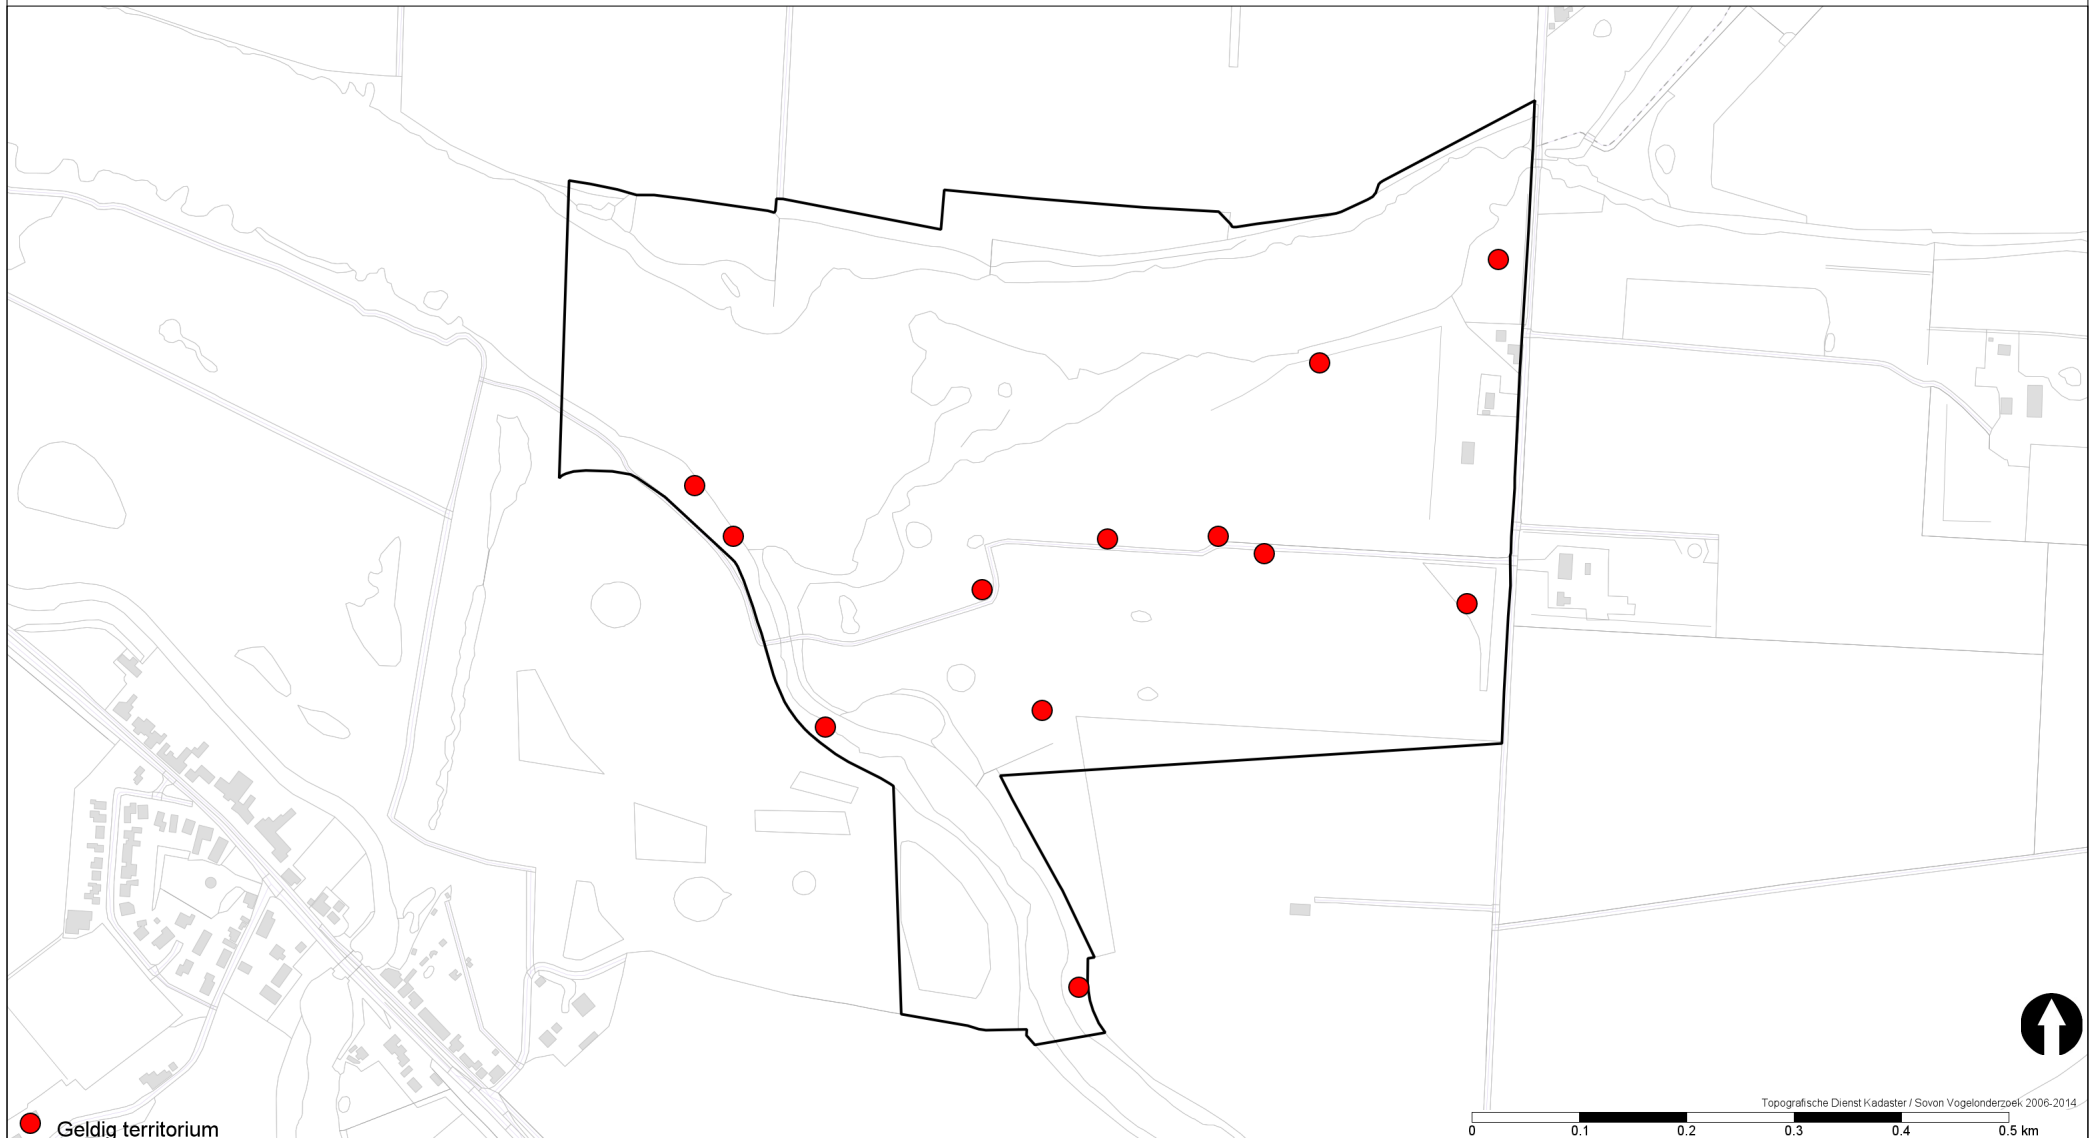 Topografische Dienst Kadaster / Sovon Vogelonderzoek 2006-2014
0 0.1 0.2 0.3 0.4 0.5 km
Geldig territorium